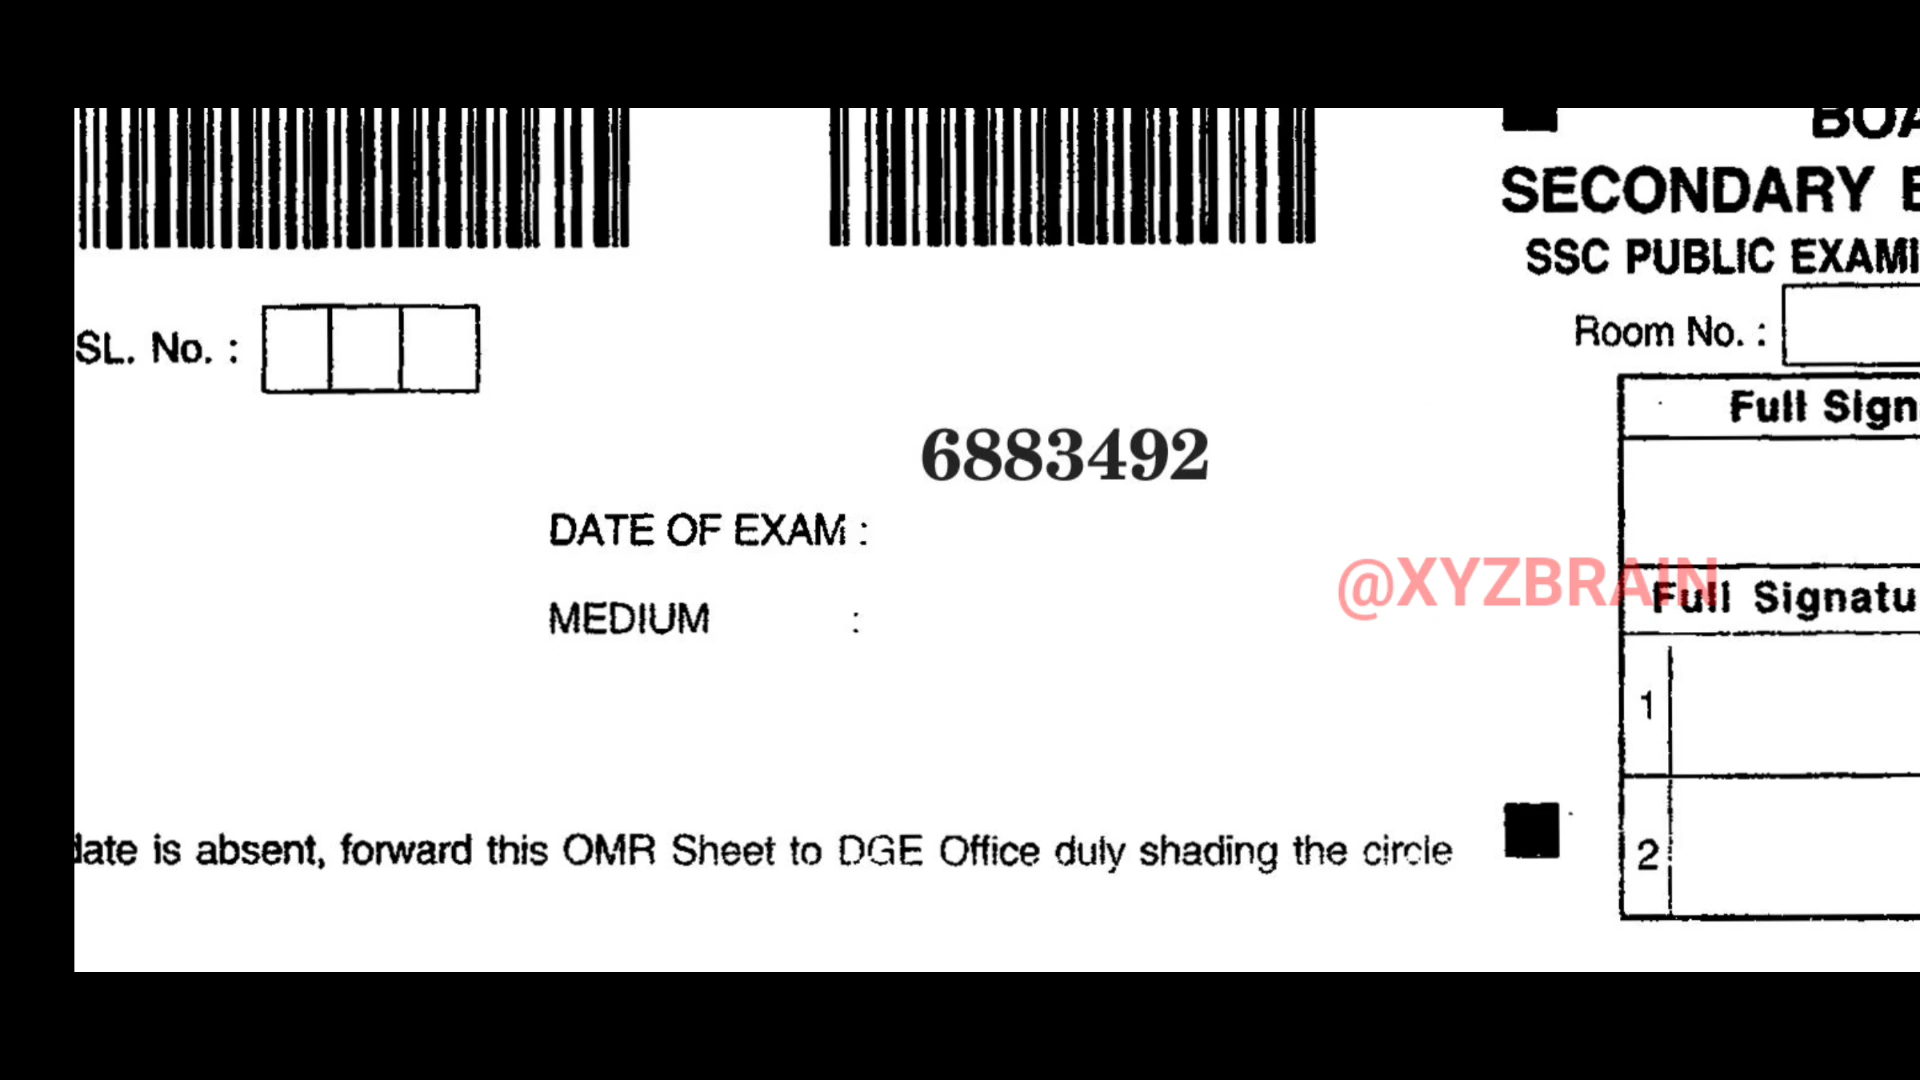 BOA
SECONDARY E
SSC PUBLIC EXAMI
SL. No. :
Room No. :
Full Sign
6883492
DATE OF EXAM :
@XYZBRAIN
Full Signatu
MEDIUM :
1
date is absent, forward this OMR Sheet to DGE Office duly shading the circle
2